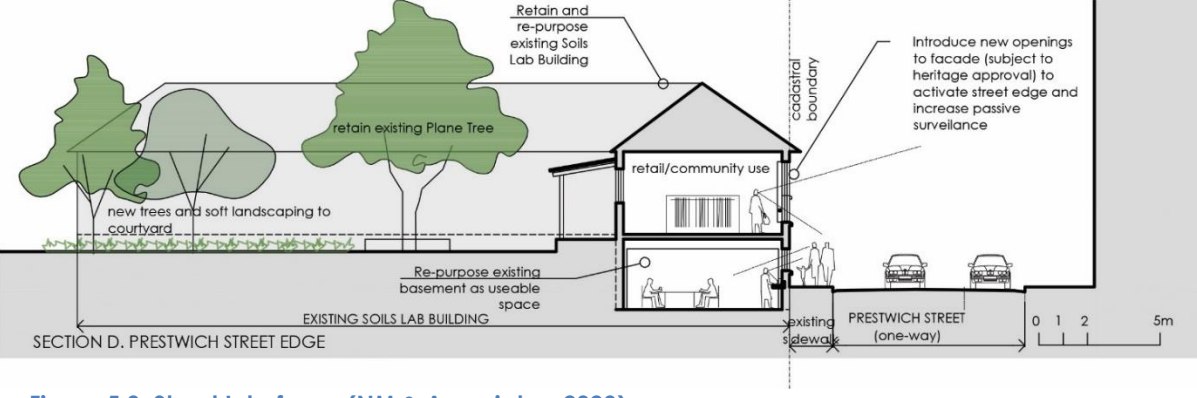 Retain and
re-purpose
existing Soils
Lab Building
cadastral
boundary
Introduce new openings
to facade (subject to
heritage approval) to
activate street edge and
increase passive
surveilance
retain existing Plane Tree
retail/community use
new trees and soft landscaping to
courtyard
Re-purpose existing
basement as useable
space
EXISTING SOILS LAB BUILDING
existing
sidewalk
PRESTWICH STREET
(one-way)
0 1 2 5m
SECTION D. PRESTWICH STREET EDGE